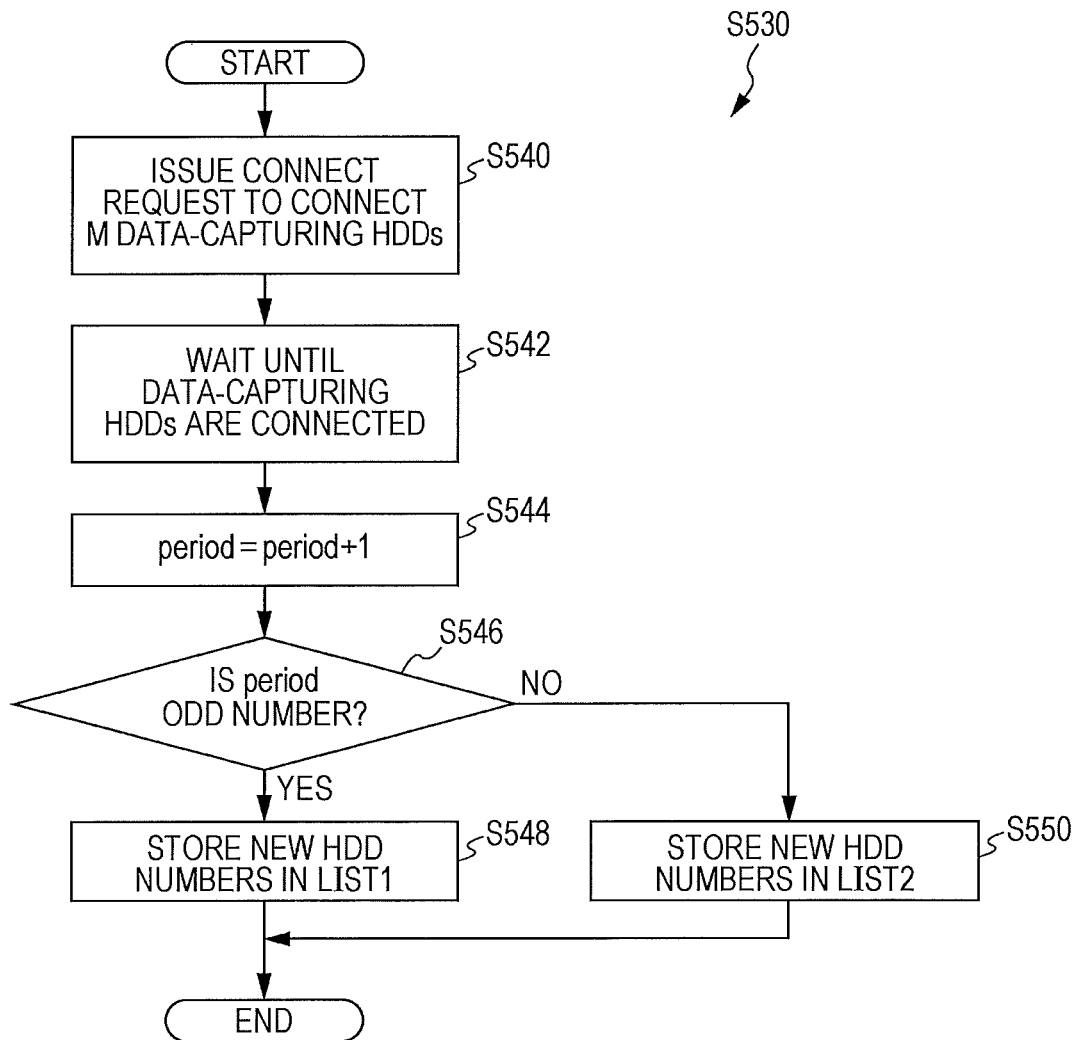 S530
START
S540
ISSUE CONNECT
REQUEST TO CONNECT
M DATA-CAPTURING HDDs
S542
WAIT UNTIL
DATA-CAPTURING
HDDs ARE CONNECTED
S544
period=period+1
S546
IS period
ODD NUMBER?
NO
YES
S548
STORE NEW HDD
NUMBERS IN LIST1
S550
STORE NEW HDD
NUMBERS IN LIST2
END